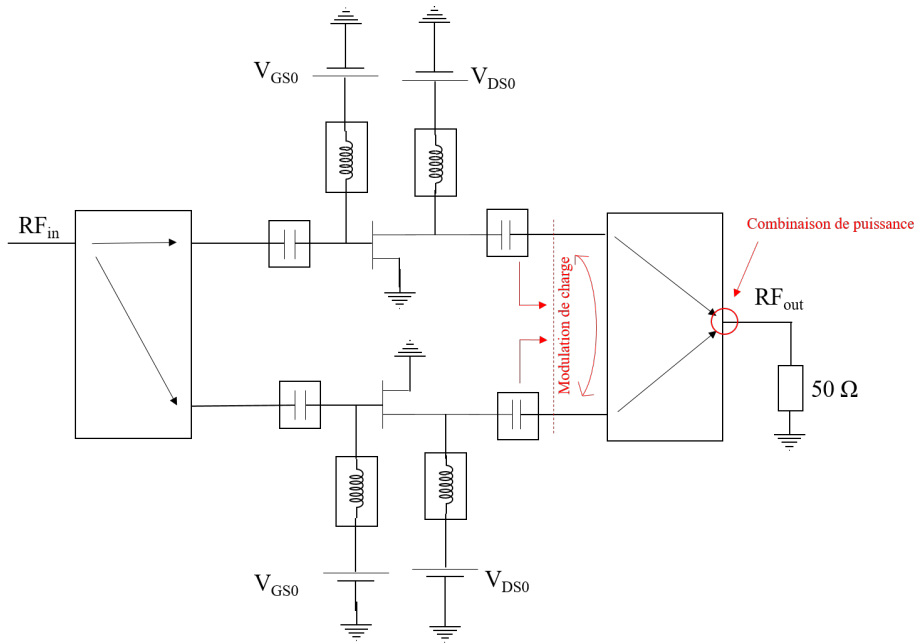 V_GS0
V_DS0
RF_in
Combinaison de puissance
RF_out
Modulation de charge
50 Ω
V_GS0
V_DS0